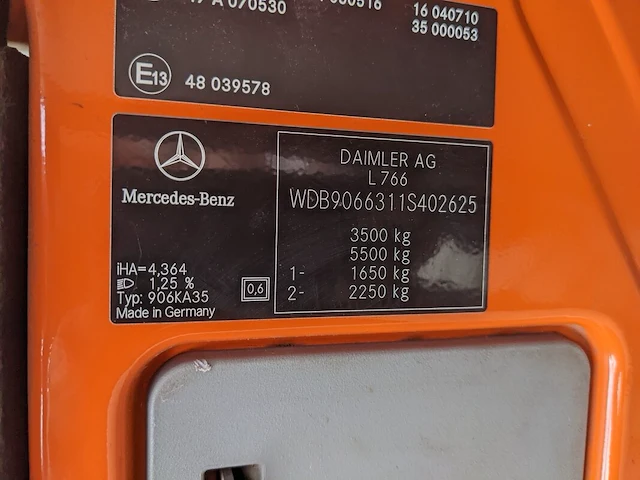 A 070530
16 040710
35 000053
E13 48 039578
Mercedes-Benz
DAIMLER AG
L766
WDB9066311S402625
3500 kg
5500 kg
1- 1650 kg
2- 2250 kg
iHA=4,364
1,25 %
Typ: 906KA35
Made in Germany
0,6